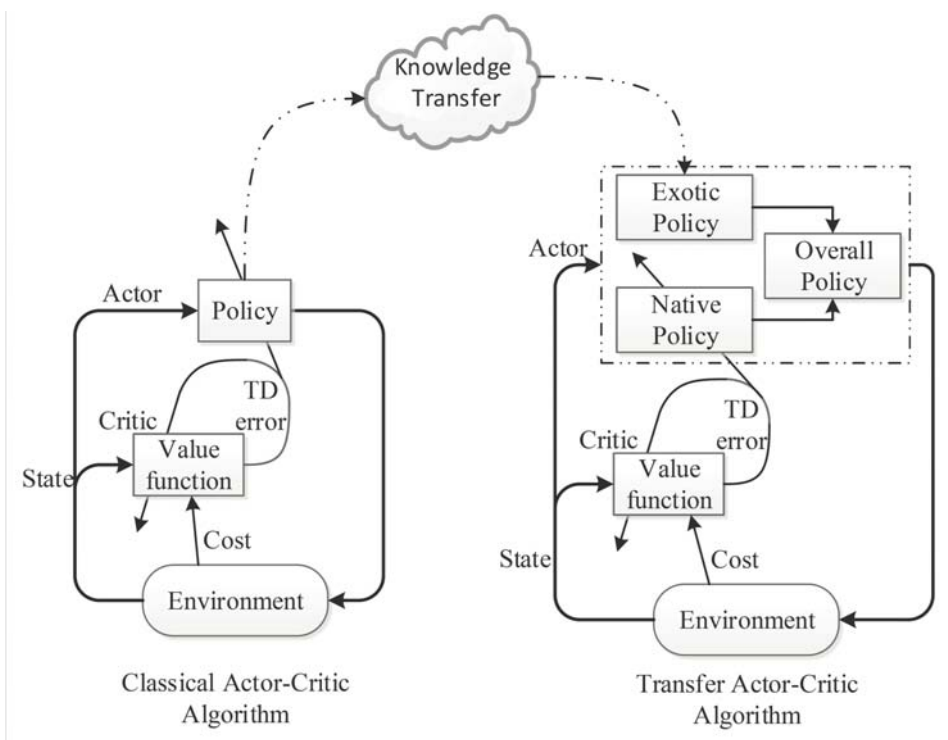 Knowledge
Transfer
Actor
Policy
TD
error
Critic
Value
function
State
Cost
Environment
Classical Actor-Critic
Algorithm
Exotic
Policy
Actor
Overall
Policy
Native
Policy
TD
error
Critic
Value
function
State
Cost
Environment
Transfer Actor-Critic
Algorithm